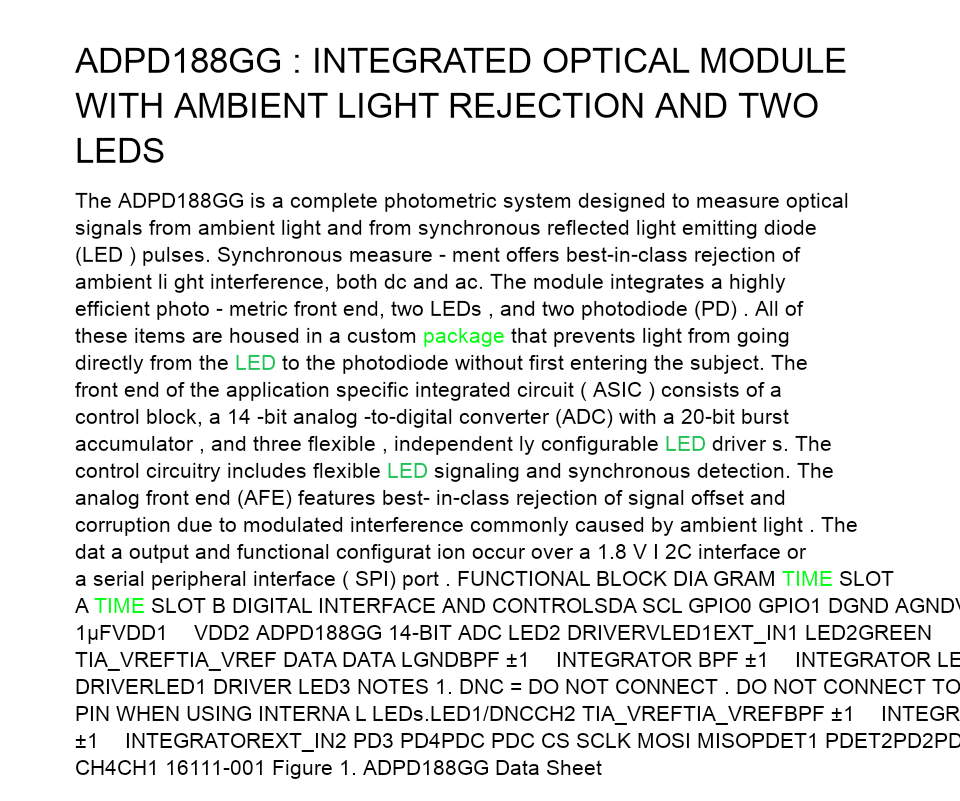 ADPD188GG : INTEGRATED OPTICAL MODULE
WITH AMBIENT LIGHT REJECTION AND TWO
LEDS
The ADPD188GG is a complete photometric system designed to measure optical
signals from ambient light and from synchronous reflected light emitting diode
(LED ) pulses. Synchronous measure - ment offers best-in-class rejection of
ambient li ght interference, both dc and ac. The module integrates a highly
efficient photo - metric front end, two LEDs , and two photodiode (PD) . All of
these items are housed in a custom package that prevents light from going
directly from the LED to the photodiode without first entering the subject. The
front end of the application specific integrated circuit ( ASIC ) consists of a
control block, a 14 -bit analog -to-digital converter (ADC) with a 20-bit burst
accumulator , and three flexible , independent ly configurable LED driver s. The
control circuitry includes flexible LED signaling and synchronous detection. The
analog front end (AFE) features best- in-class rejection of signal offset and
corruption due to modulated interference commonly caused by ambient light . The
dat a output and functional configurat ion occur over a 1.8 V I 2C interface or
a serial peripheral interface ( SPI) port . FUNCTIONAL BLOCK DIA GRAM TIME SLOT
A TIME SLOT B DIGITAL INTERFACE AND CONTROLSDA SCL GPIO0 GPIO1 DGND AGND
1µFVDD1 VDD2 ADPD188GG 14-BIT ADC LED2 DRIVERVLED1EXT_IN1 LED2GREEN
TIA_VREFTIA_VREF DATA DATA LGNDBPF ±1 INTEGRATOR BPF ±1 INTEGRATOR LE
DRIVERLED1 DRIVER LED3 NOTES 1. DNC = DO NOT CONNECT . DO NOT CONNECT TO
PIN WHEN USING INTERNA L LEDs.LED1/DNCCH2 TIA_VREFTIA_VREFBPF ±1 INTEGR
±1 INTEGRATOREXT_IN2 PD3 PD4PDC PDC CS SCLK MOSI MISOPDET1 PDET2PD2PD
CH4CH1 16111-001 Figure 1. ADPD188GG Data Sheet